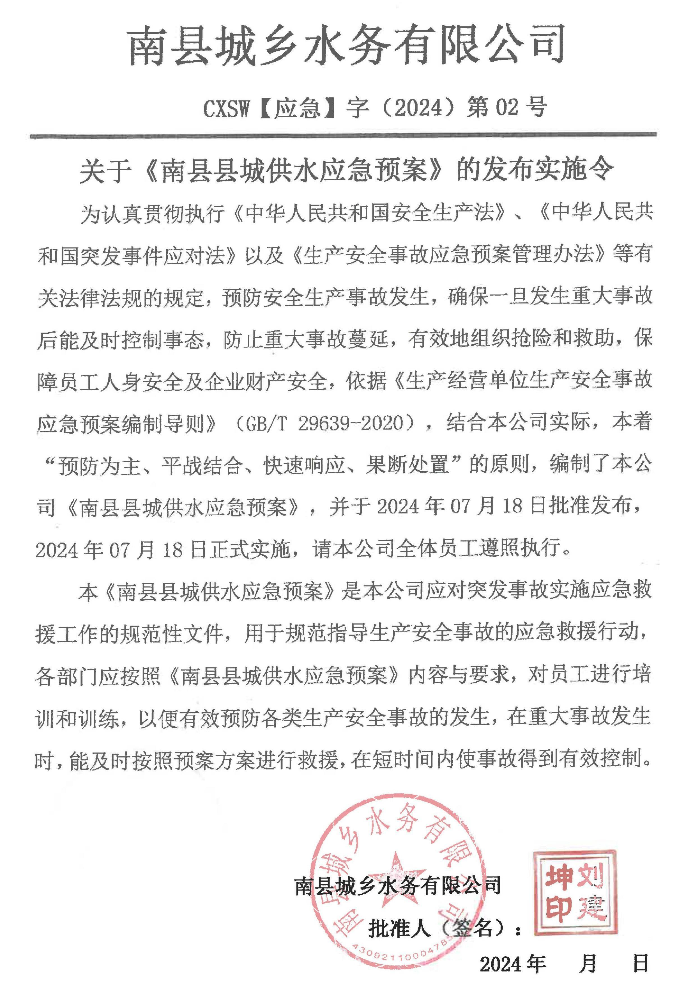 南县城乡水务有限公司
CXSW【应急】字（2024）第 02 号
关于《南县县城供水应急预案》的发布实施令
为认真贯彻执行《中华人民共和国安全生产法》、《中华人民共
和国突发事件应对法》以及《生产安全事故应急预案管理办法》等有
关法律法规的规定，预防安全生产事故发生，确保一旦发生重大事故
后能及时控制事态，防止重大事故蔓延，有效地组织抢险和救助，保
障员工人身安全及企业财产安全，依据《生产经营单位生产安全事故
应急预案编制导则》（GB/T 29639-2020），结合本公司实际，本着
“预防为主、平战结合、快速响应、果断处置”的原则，编制了本公
司《南县县城供水应急预案》，并于 2024 年 07 月 18 日批准发布，
2024 年 07 月 18 日正式实施，请本公司全体员工遵照执行。
本《南县县城供水应急预案》是本公司应对突发事故实施应急救
援工作的规范性文件，用于规范指导生产安全事故的应急救援行动，
各部门应按照《南县县城供水应急预案》内容与要求，对员工进行培
训和训练，以便有效预防各类生产安全事故的发生，在重大事故发生
时，能及时按照预案方案进行救援，在短时间内使事故得到有效控制。
南县城乡水务有限公司
南县城乡水务有限公司
批准人（签名）：
刘建坤印
4309211000478
2024 年 月 日